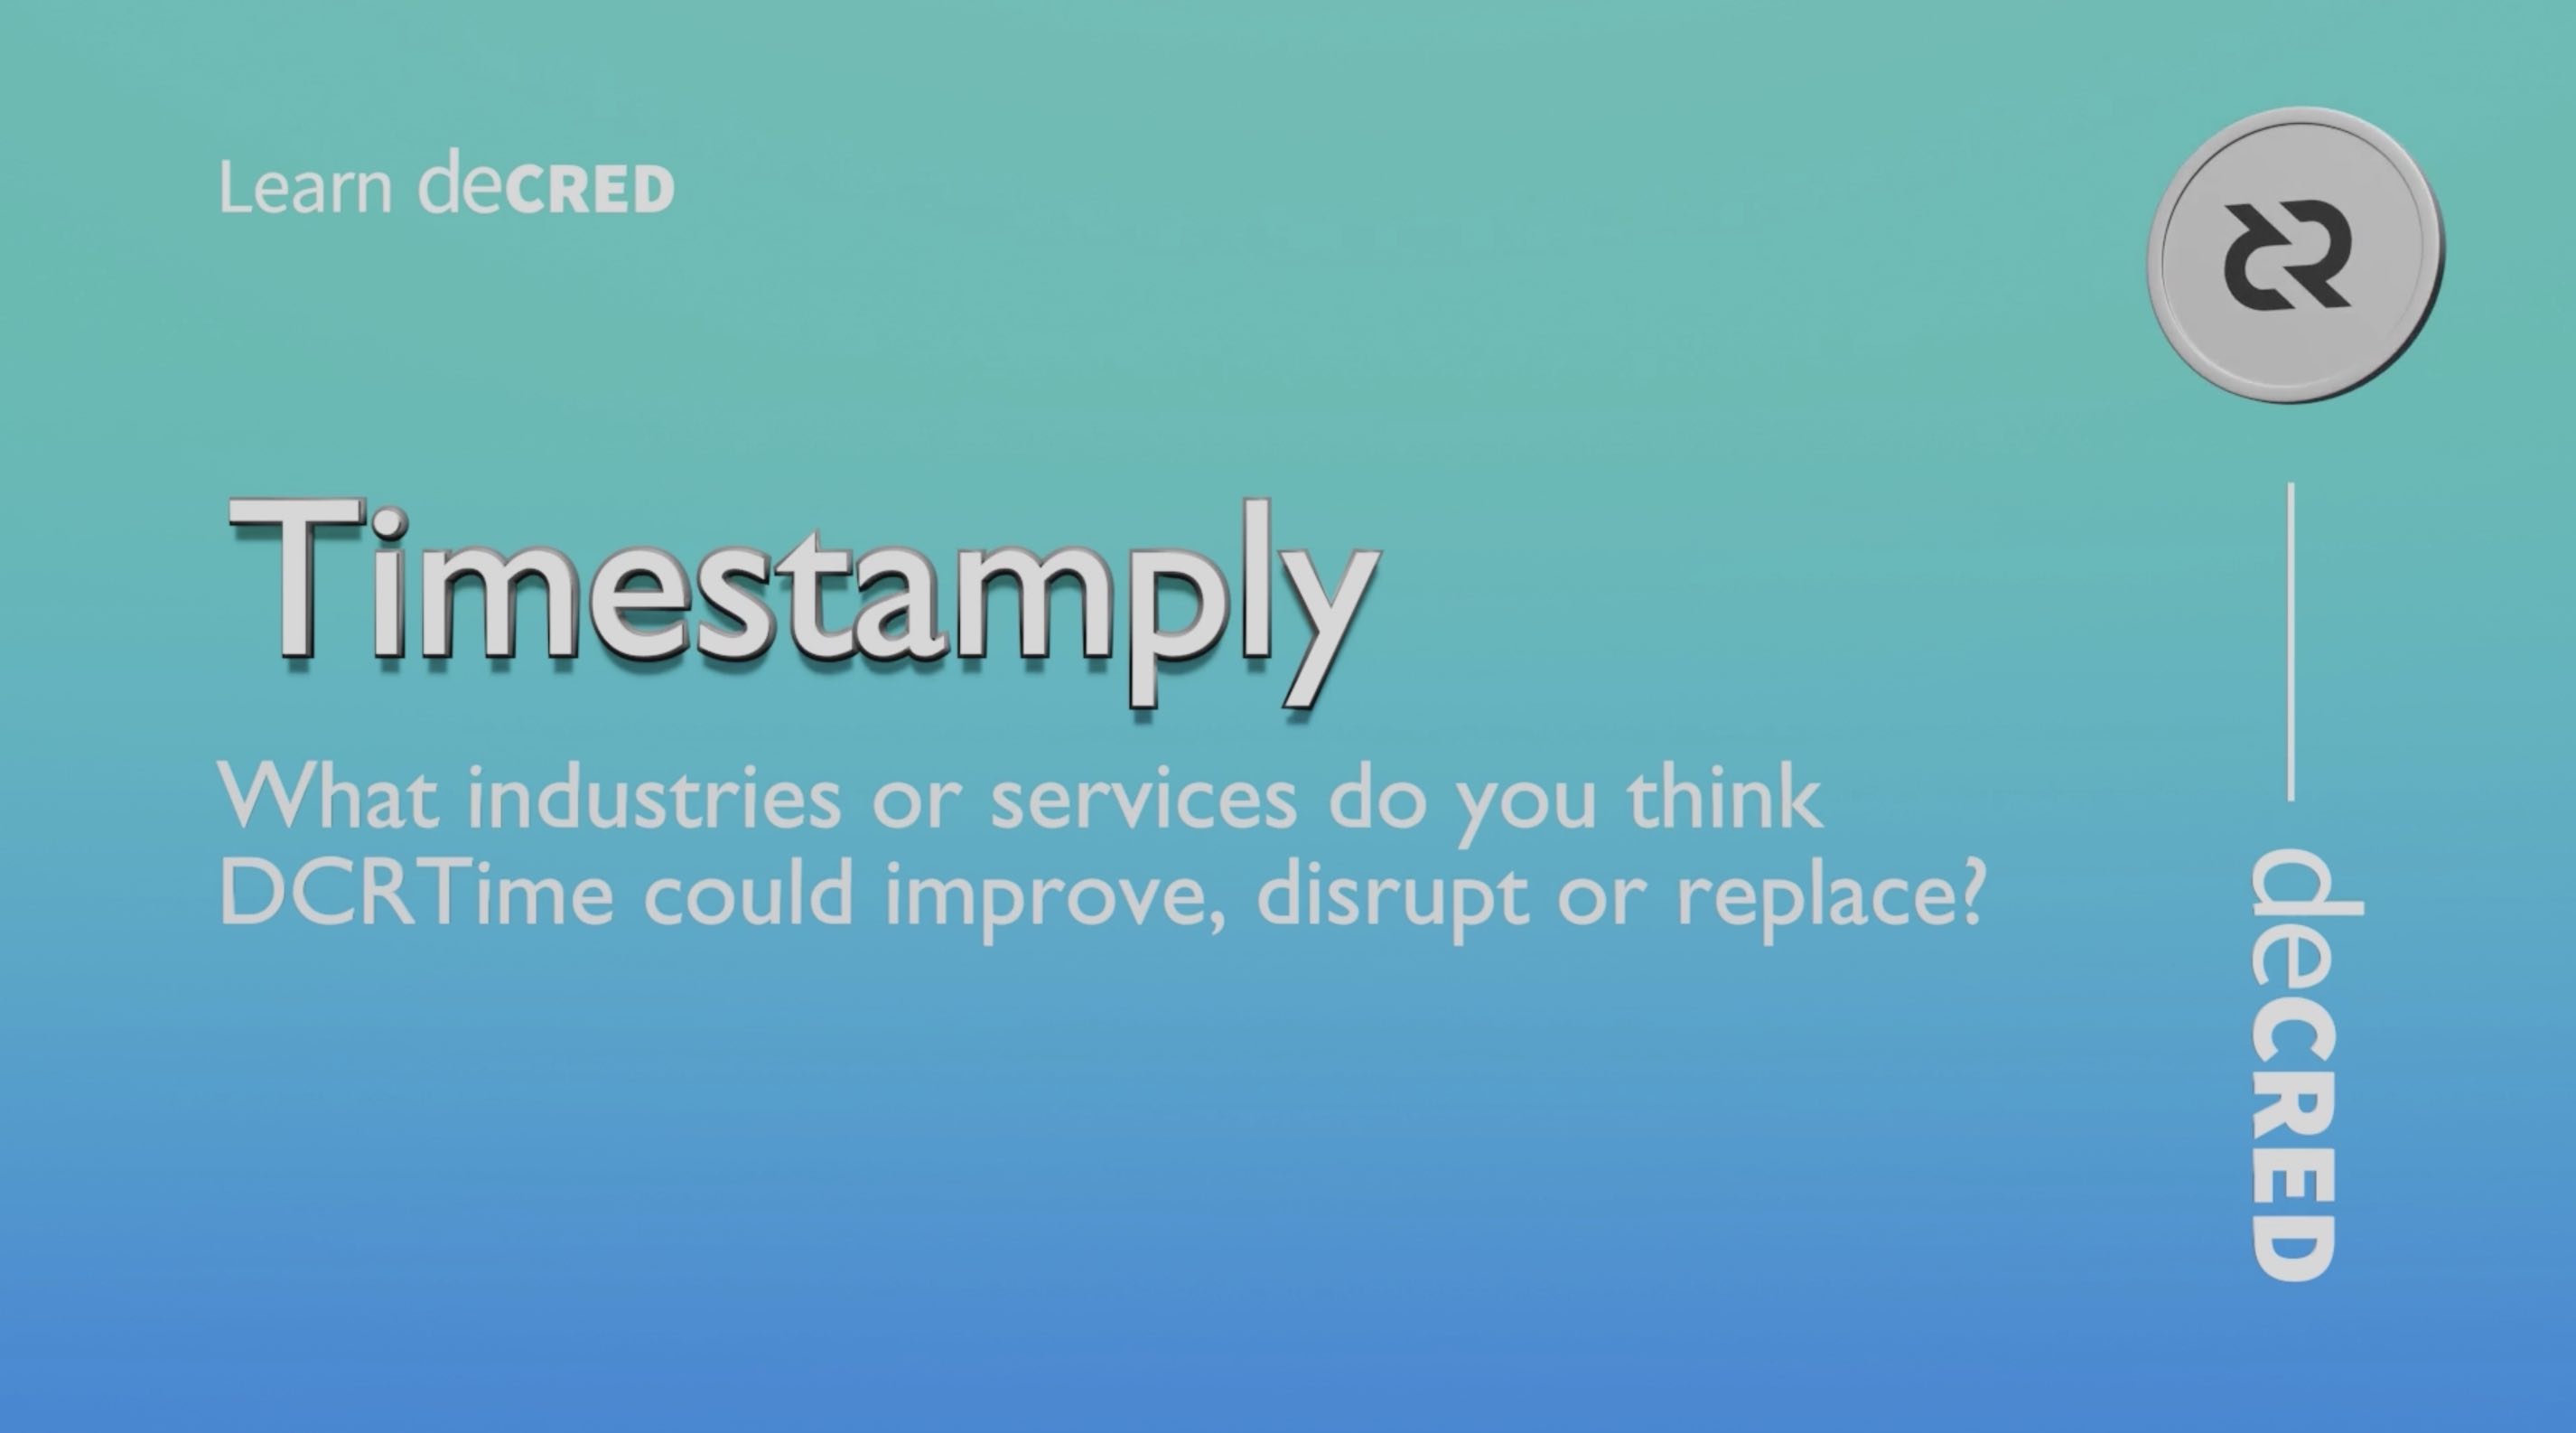 Learn deCRED
Timestamply
What industries or services do you think
DCRTime could improve, disrupt or replace?
deCRED